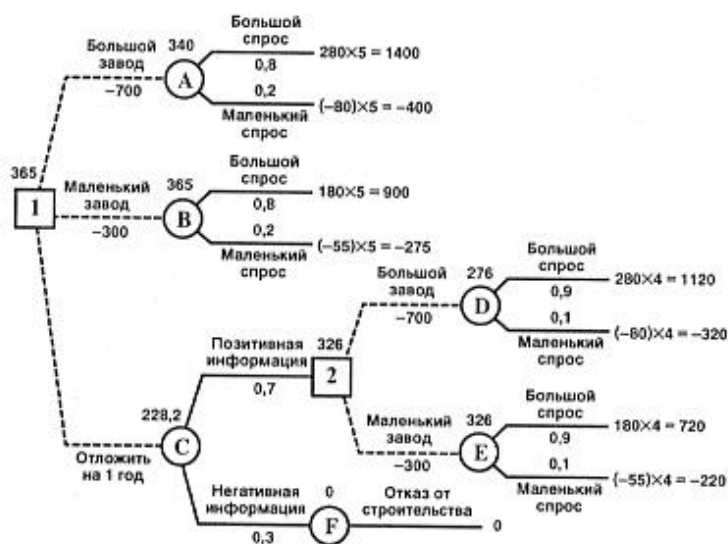 Большой
завод
−700
340
A
Большой
спрос
0,8
280×5 = 1400
0,2
Маленький
спрос
(−80)×5 = −400
365
1
Маленький
завод
−300
365
B
Большой
спрос
0,8
180×5 = 900
0,2
Маленький
спрос
(−55)×5 = −275
Отложить
на 1 год
228,2
C
Позитивная
информация
0,7
326
2
Большой
завод
−700
276
D
Большой
спрос
0,9
280×4 = 1120
0,1
Маленький
спрос
(−80)×4 = −320
Маленький
завод
−300
326
E
Большой
спрос
0,9
180×4 = 720
0,1
Маленький
спрос
(−55)×4 = −220
Негативная
информация
0,3
0
F
Отказ от
строительства
0